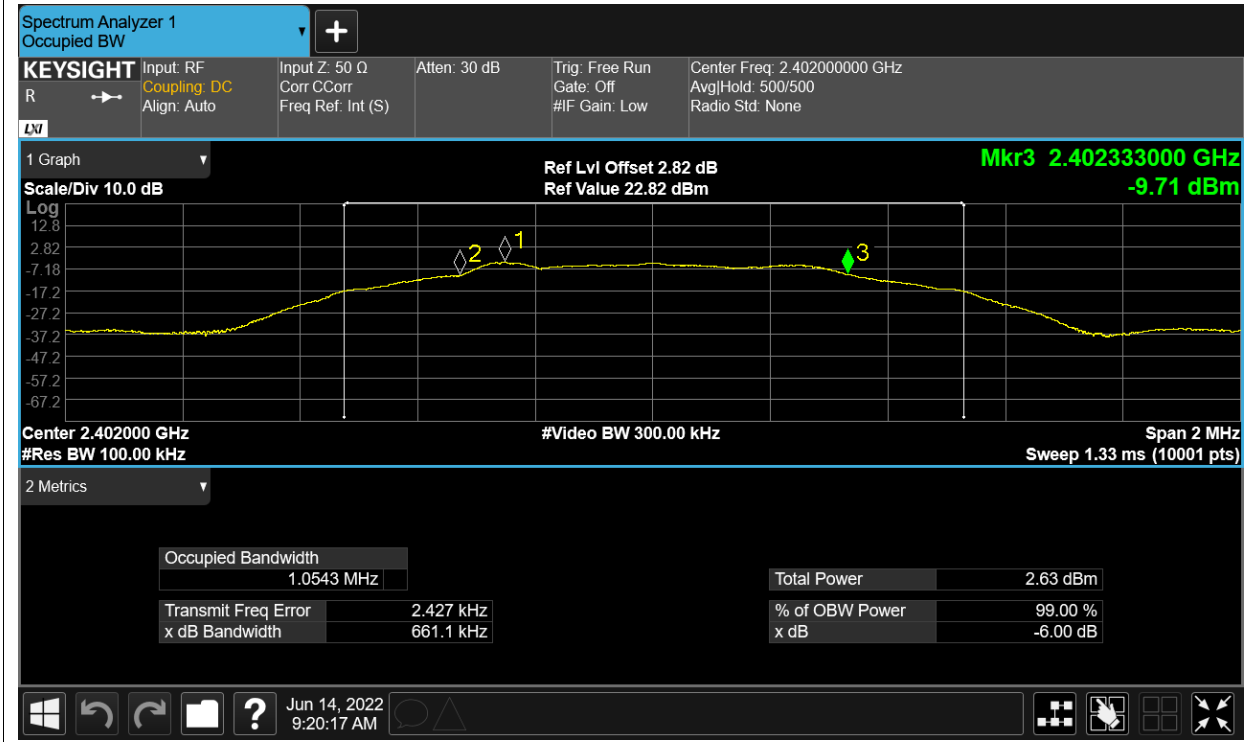 Spectrum Analyzer 1
Occupied BW
KEYSIGHT
R
LXI
Input: RF
Coupling: DC
Align: Auto
Input Z: 50 Ω
Corr CCorr
Freq Ref: Int (S)
Atten: 30 dB
Trig: Free Run
Gate: Off
#IF Gain: Low
Center Freq: 2.402000000 GHz
Avg|Hold: 500/500
Radio Std: None
1 Graph
Scale/Div 10.0 dB
Ref Lvl Offset 2.82 dB
Ref Value 22.82 dBm
Mkr3 2.402333000 GHz
-9.71 dBm
Log
12.8
2.82
-7.18
-17.2
-27.2
-37.2
-47.2
-57.2
-67.2
2
1
3
Center 2.402000 GHz
#Res BW 100.00 kHz
#Video BW 300.00 kHz
Span 2 MHz
Sweep 1.33 ms (10001 pts)
2 Metrics
Occupied Bandwidth
1.0543 MHz
Total Power 2.63 dBm
Transmit Freq Error 2.427 kHz
% of OBW Power 99.00 %
x dB Bandwidth 661.1 kHz
x dB -6.00 dB
?
Jun 14, 2022
9:20:17 AM